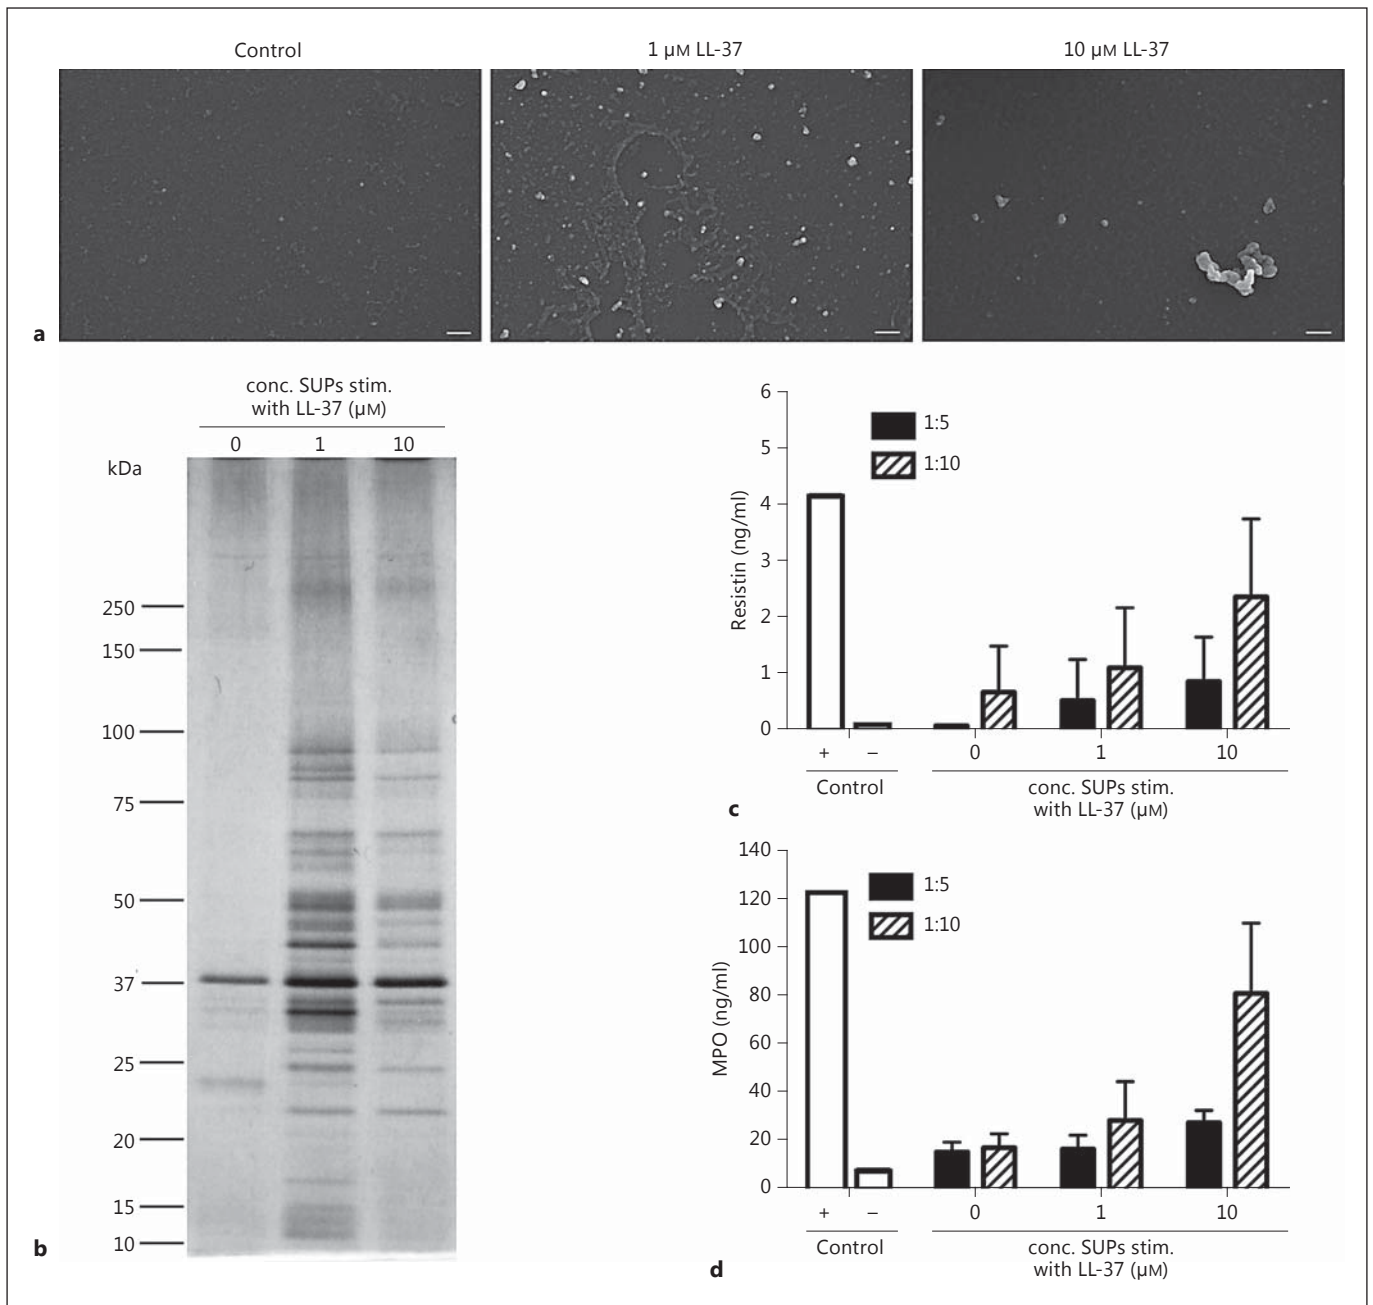 Control
1 µM LL-37
10 µM LL-37
a
conc. SUPs stim.
with LL-37 (µM)
0 1 10
kDa
250
150
100
75
50
37
25
20
15
10
b
6
5
4
3
2
1
0
Resistin (ng/ml)
1:5
1:10
+ – 0 1 10
Control
conc. SUPs stim.
with LL-37 (µM)
c
140
120
100
80
60
40
20
0
MPO (ng/ml)
1:5
1:10
+ – 0 1 10
Control
conc. SUPs stim.
with LL-37 (µM)
d